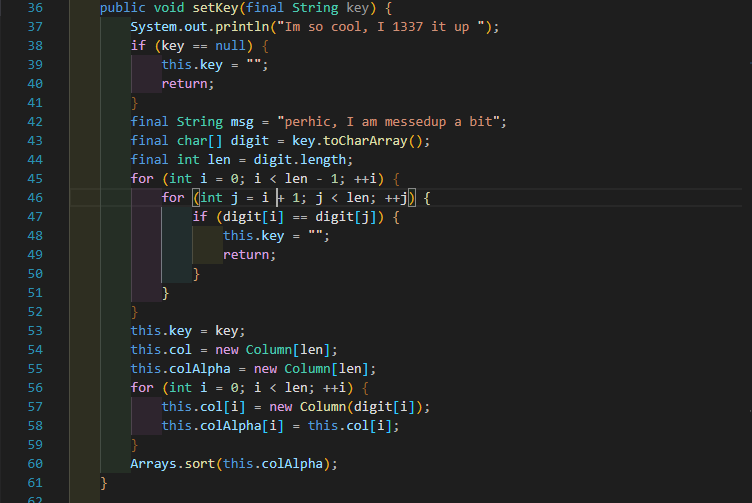 36 public void setKey(final String key) {
37 System.out.println("Im so cool, I 1337 it up ");
38 if (key == null) {
39 this.key = "";
40 return;
41 }
42 final String msg = "perhic, I am messedup a bit";
43 final char[] digit = key.toCharArray();
44 final int len = digit.length;
45 for (int i = 0; i < len - 1; ++i) {
46 for (int j = i + 1; j < len; ++j) {
47 if (digit[i] == digit[j]) {
48 this.key = "";
49 return;
50 }
51 }
52 }
53 this.key = key;
54 this.col = new Column[len];
55 this.colAlpha = new Column[len];
56 for (int i = 0; i < len; ++i) {
57 this.col[i] = new Column(digit[i]);
58 this.colAlpha[i] = this.col[i];
59 }
60 Arrays.sort(this.colAlpha);
61 }
62